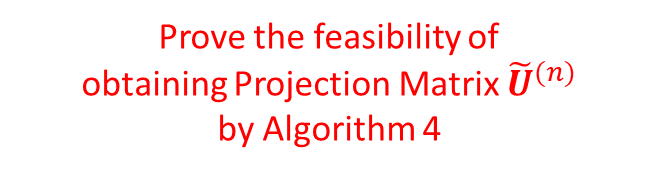 Prove the feasibility of
obtaining Projection Matrix Ũ⁽ⁿ⁾
by Algorithm 4